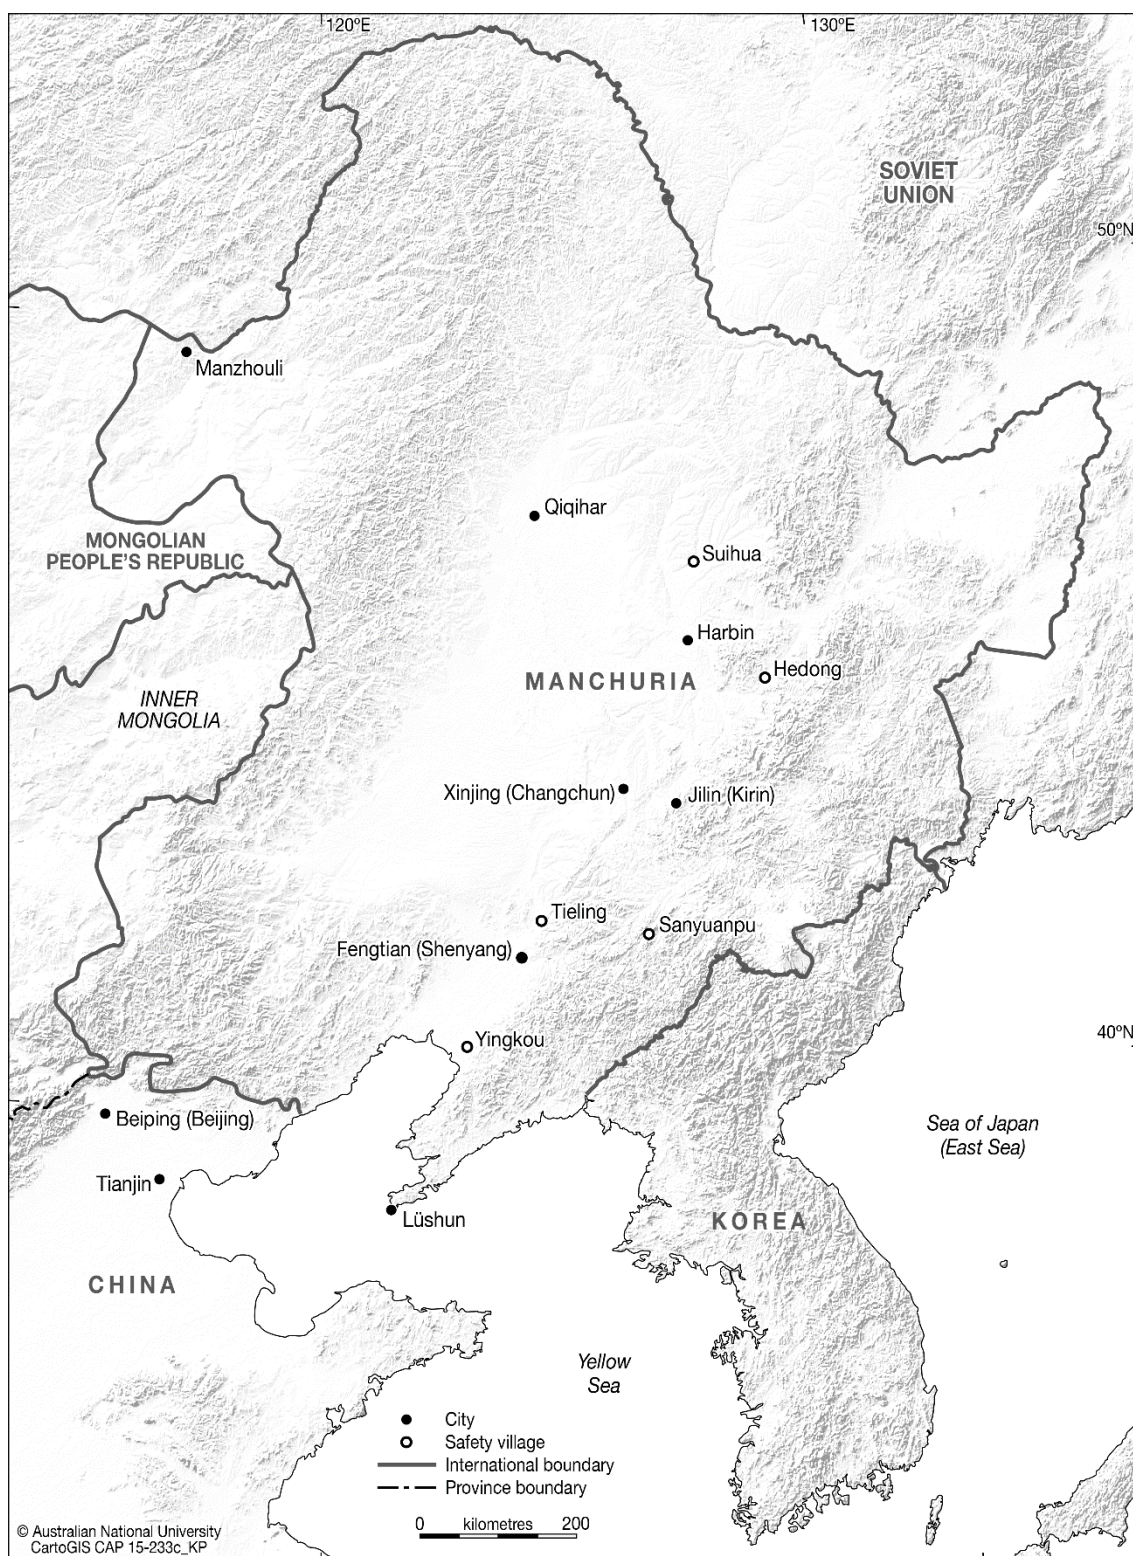 120°E
130°E
SOVIET
UNION
50°N
Manzhouli
Qiqihar
MONGOLIAN
PEOPLE'S REPUBLIC
Suihua
Harbin
Hedong
MANCHURIA
INNER
MONGOLIA
Xinjing (Changchun)
Jilin (Kirin)
Tieling
Sanyuanpu
Fengtian (Shenyang)
Yingkou
40°N
Beiping (Beijing)
Sea of Japan
(East Sea)
Tianjin
Lüshun
KOREA
CHINA
Yellow
Sea
City
Safety village
International boundary
Province boundary
0 kilometres 200
© Australian National University
CartoGIS CAP 15-233c_KP